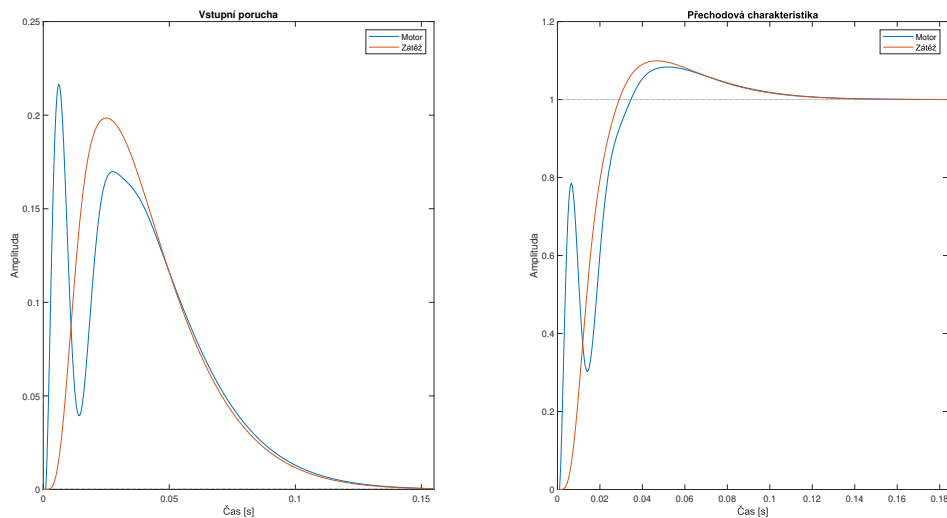 Vstupní porucha
0.25
0.2
0.15
0.1
0.05
0
Amplituda
Motor
Zátěž
0
0.05
0.1
0.15
Čas [s]
Přechodová charakteristika
1.2
1
0.8
0.6
0.4
0.2
0
Amplituda
Motor
Zátěž
0
0.02
0.04
0.06
0.08
0.1
0.12
0.14
0.16
0.18
Čas [s]